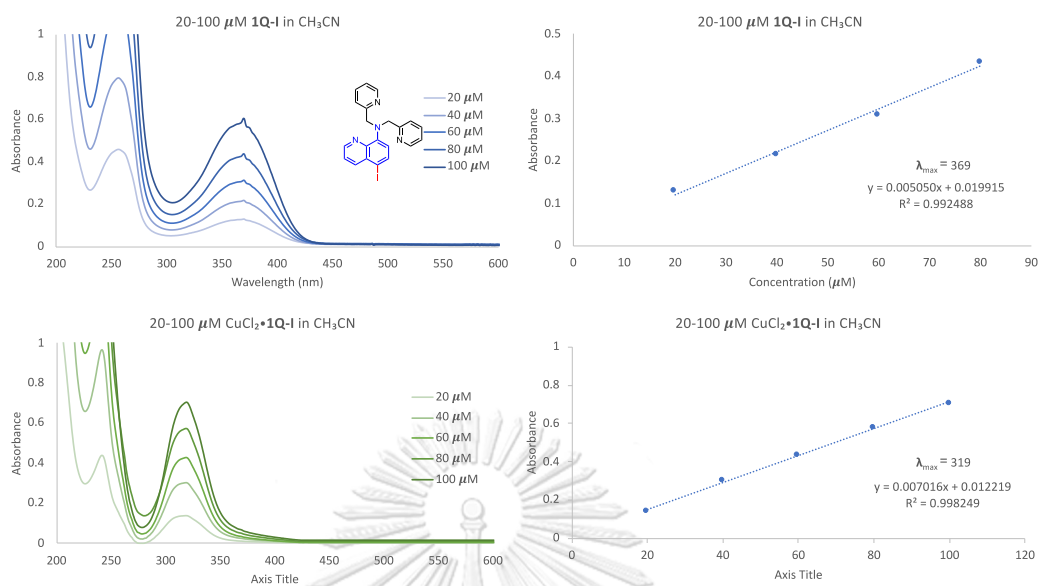 20-100 μM 1Q-I in CH₃CN
1
0.8
0.6
0.4
0.2
0
Absorbance
200
250
300
350
400
450
500
550
600
Wavelength (nm)
N
N
N
N
I
20 μM
40 μM
60 μM
80 μM
100 μM
20-100 μM 1Q-I in CH₃CN
0.5
0.4
0.3
0.2
0.1
0
Absorbance
0
10
20
30
40
50
60
70
80
90
Concentration (μM)
λmax = 369
y = 0.005050x + 0.019915
R² = 0.992488
20-100 μM CuCl₂•1Q-I in CH₃CN
1
0.8
0.6
0.4
0.2
0
Absorbance
200
250
300
350
400
450
500
550
600
Axis Title
20 μM
40 μM
60 μM
80 μM
100 μM
20-100 μM CuCl₂•1Q-I in CH₃CN
1
0.8
0.6
0.4
0.2
0
Absorbance
0
20
40
60
80
100
120
Axis Title
λmax = 319
y = 0.007016x + 0.012219
R² = 0.998249